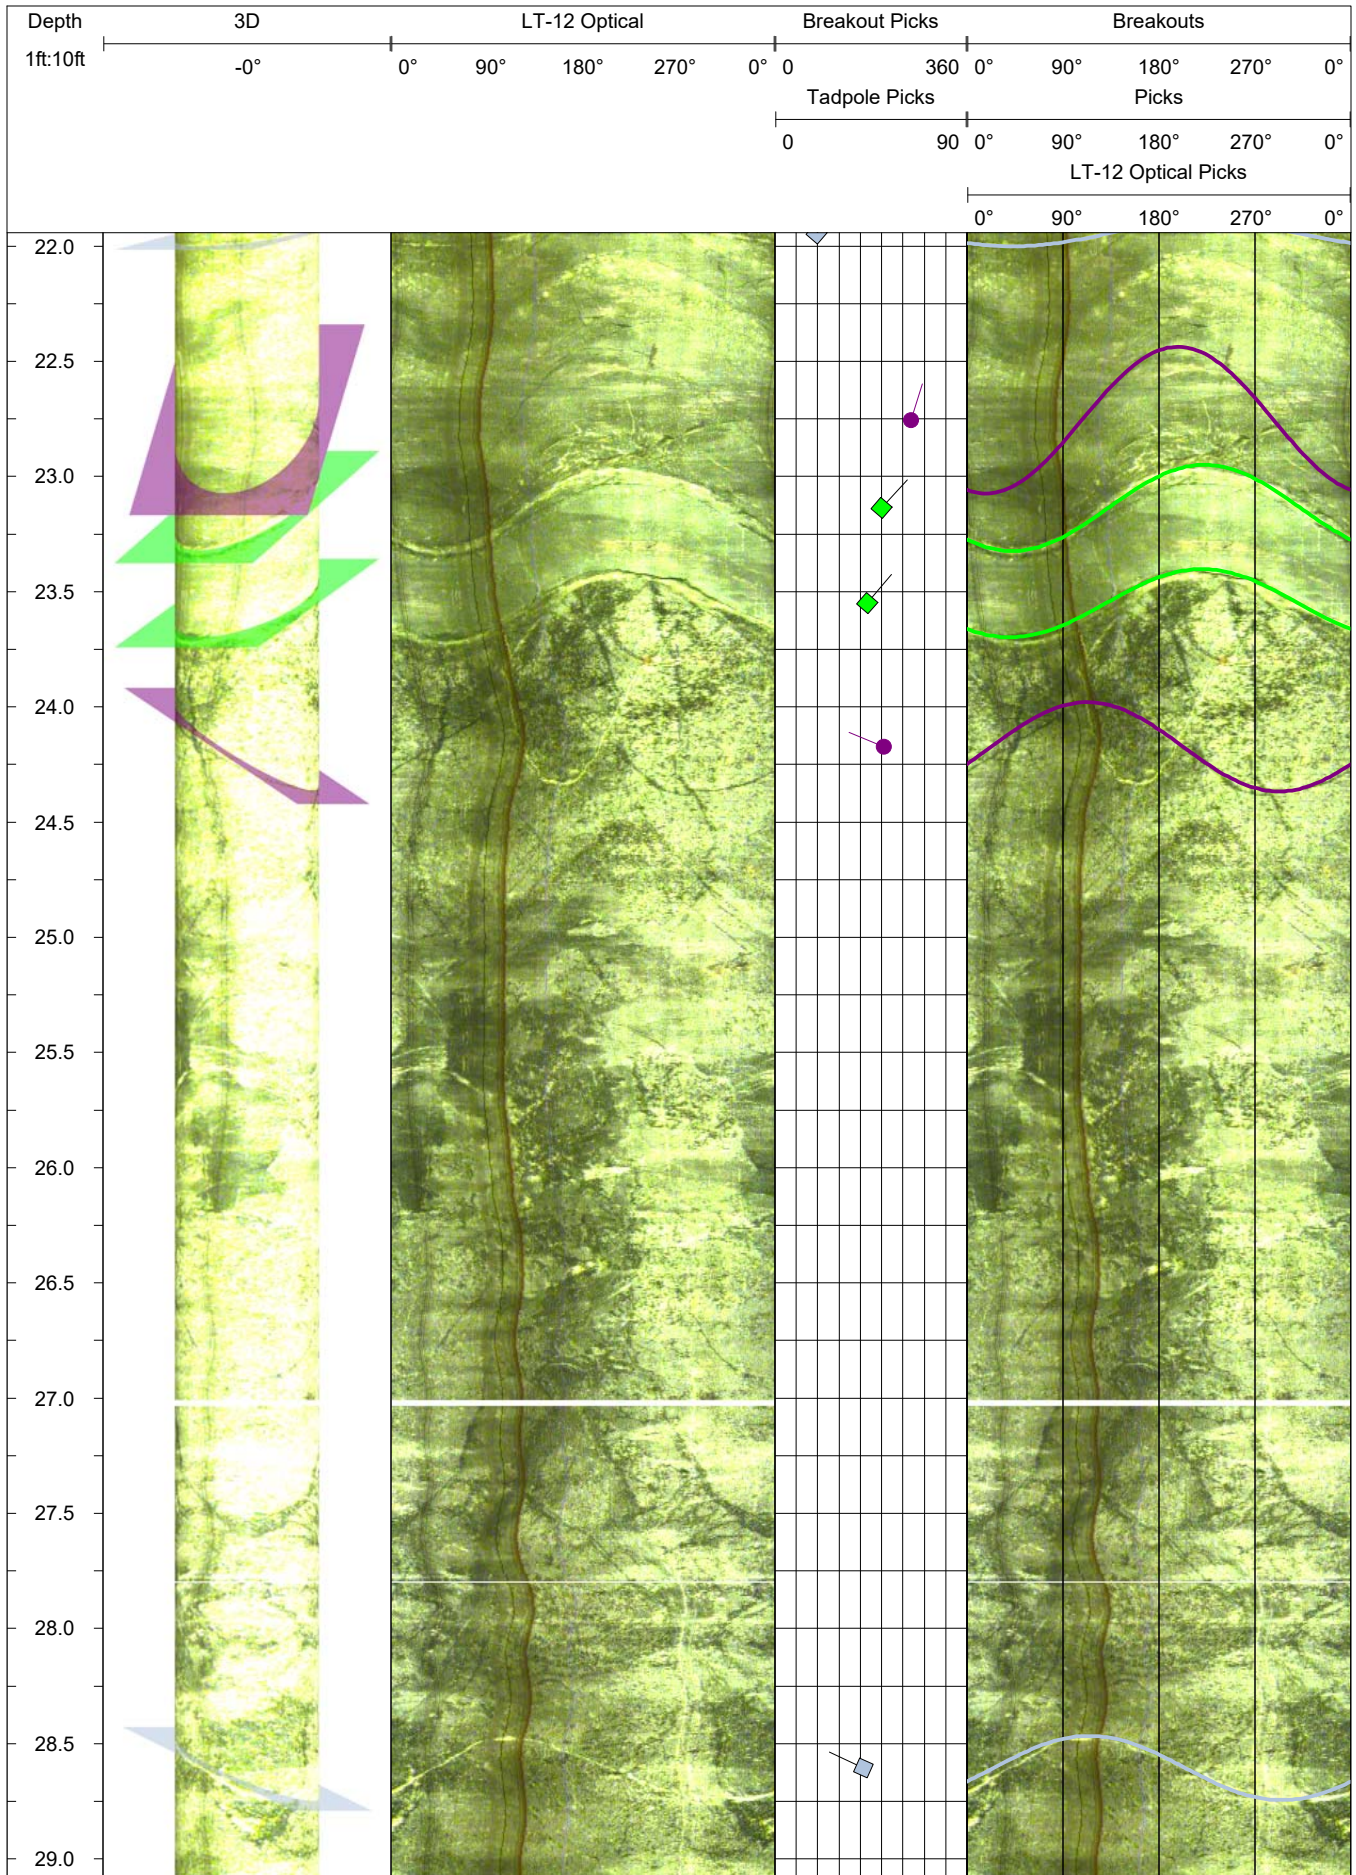 Depth 3D LT-12 Optical Breakout Picks Breakouts
1ft:10ft -0° 0° 90° 180° 270° 0° 0 360 0° 90° 180° 270° 0°
Tadpole Picks Picks
0 90 0° 90° 180° 270° 0°
LT-12 Optical Picks
0° 90° 180° 270° 0°
22.0
22.5
23.0
23.5
24.0
24.5
25.0
25.5
26.0
26.5
27.0
27.5
28.0
28.5
29.0